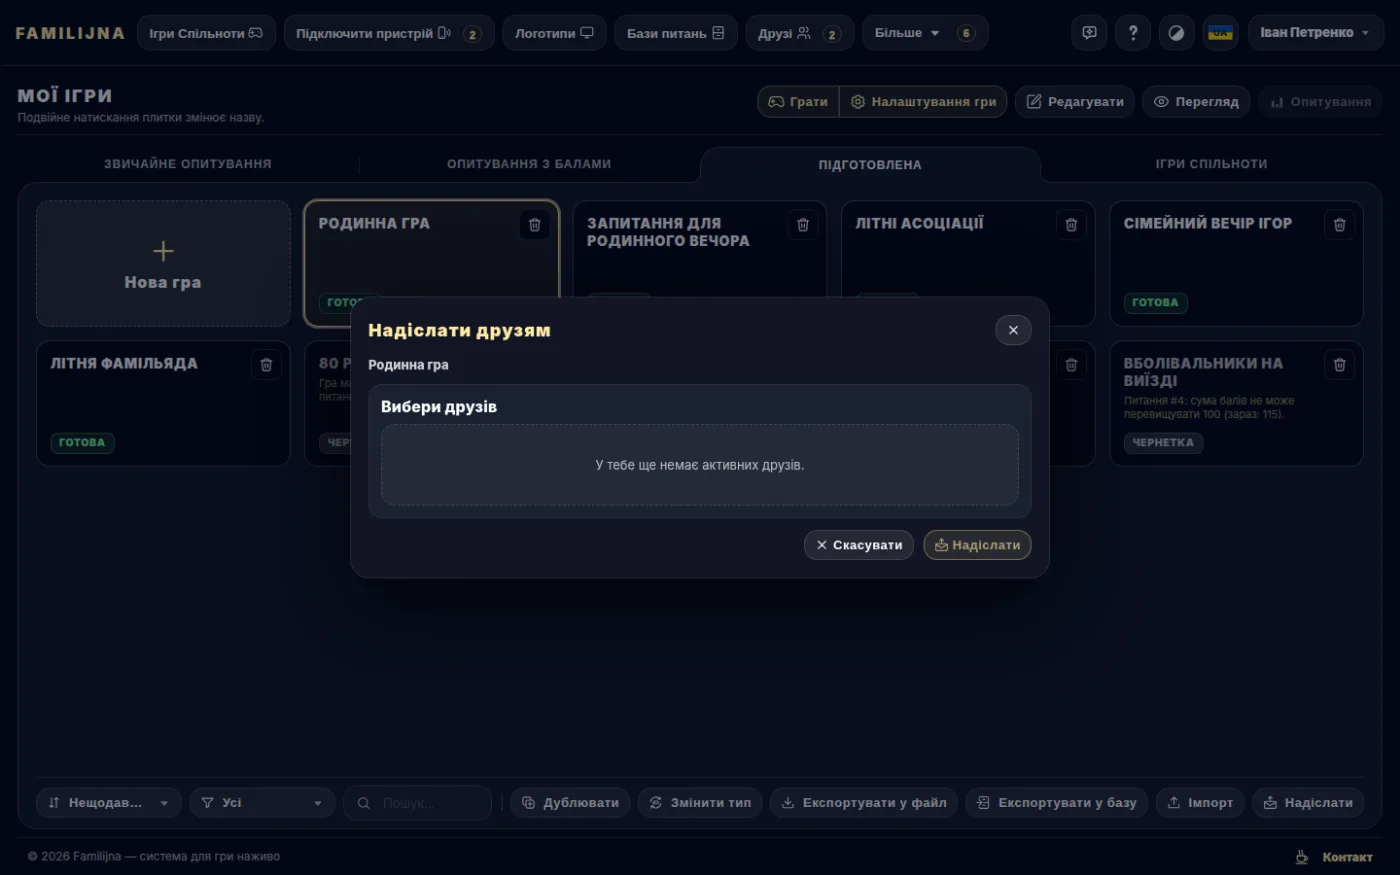 FAMILIJNA
Ігри Спільноти
Підключити пристрій 2
Логотипи
Бази питань
Друзі 2
Більше 6
?
UA
Іван Петренко
МОЇ ІГРИ
Подвійне натискання плитки змінює назву.
Грати
Налаштування гри
Редагувати
Перегляд
Опитування
ЗВИЧАЙНЕ ОПИТУВАННЯ
ОПИТУВАННЯ З БАЛАМИ
ПІДГОТОВЛЕНА
ІГРИ СПІЛЬНОТИ
Нова гра
РОДИННА ГРА
ЗАПИТАННЯ ДЛЯ
РОДИННОГО ВЕЧОРА
ЛІТНІ АСОЦІАЦІЇ
СІМЕЙНИЙ ВЕЧІР ІГОР
ГОТОВА
Надіслати друзям
Родинна гра
Вибери друзів
У тебе ще немає активних друзів.
Скасувати
Надіслати
ЛІТНЯ ФАМІЛЬЯДА
ГОТОВА
80
Гра
ВБОЛІВАЛЬНИКИ НА
ВИЇЗДІ
Питання #4: сума балів не може
перевищувати 100 (зараз: 115).
ЧЕРНЕТКА
Нещодав...
Усі
Пошук...
Дублювати
Змінити тип
Експортувати у файл
Експортувати у базу
Імпорт
Надіслати
© 2026 Familijna — система для гри наживо
Контакт